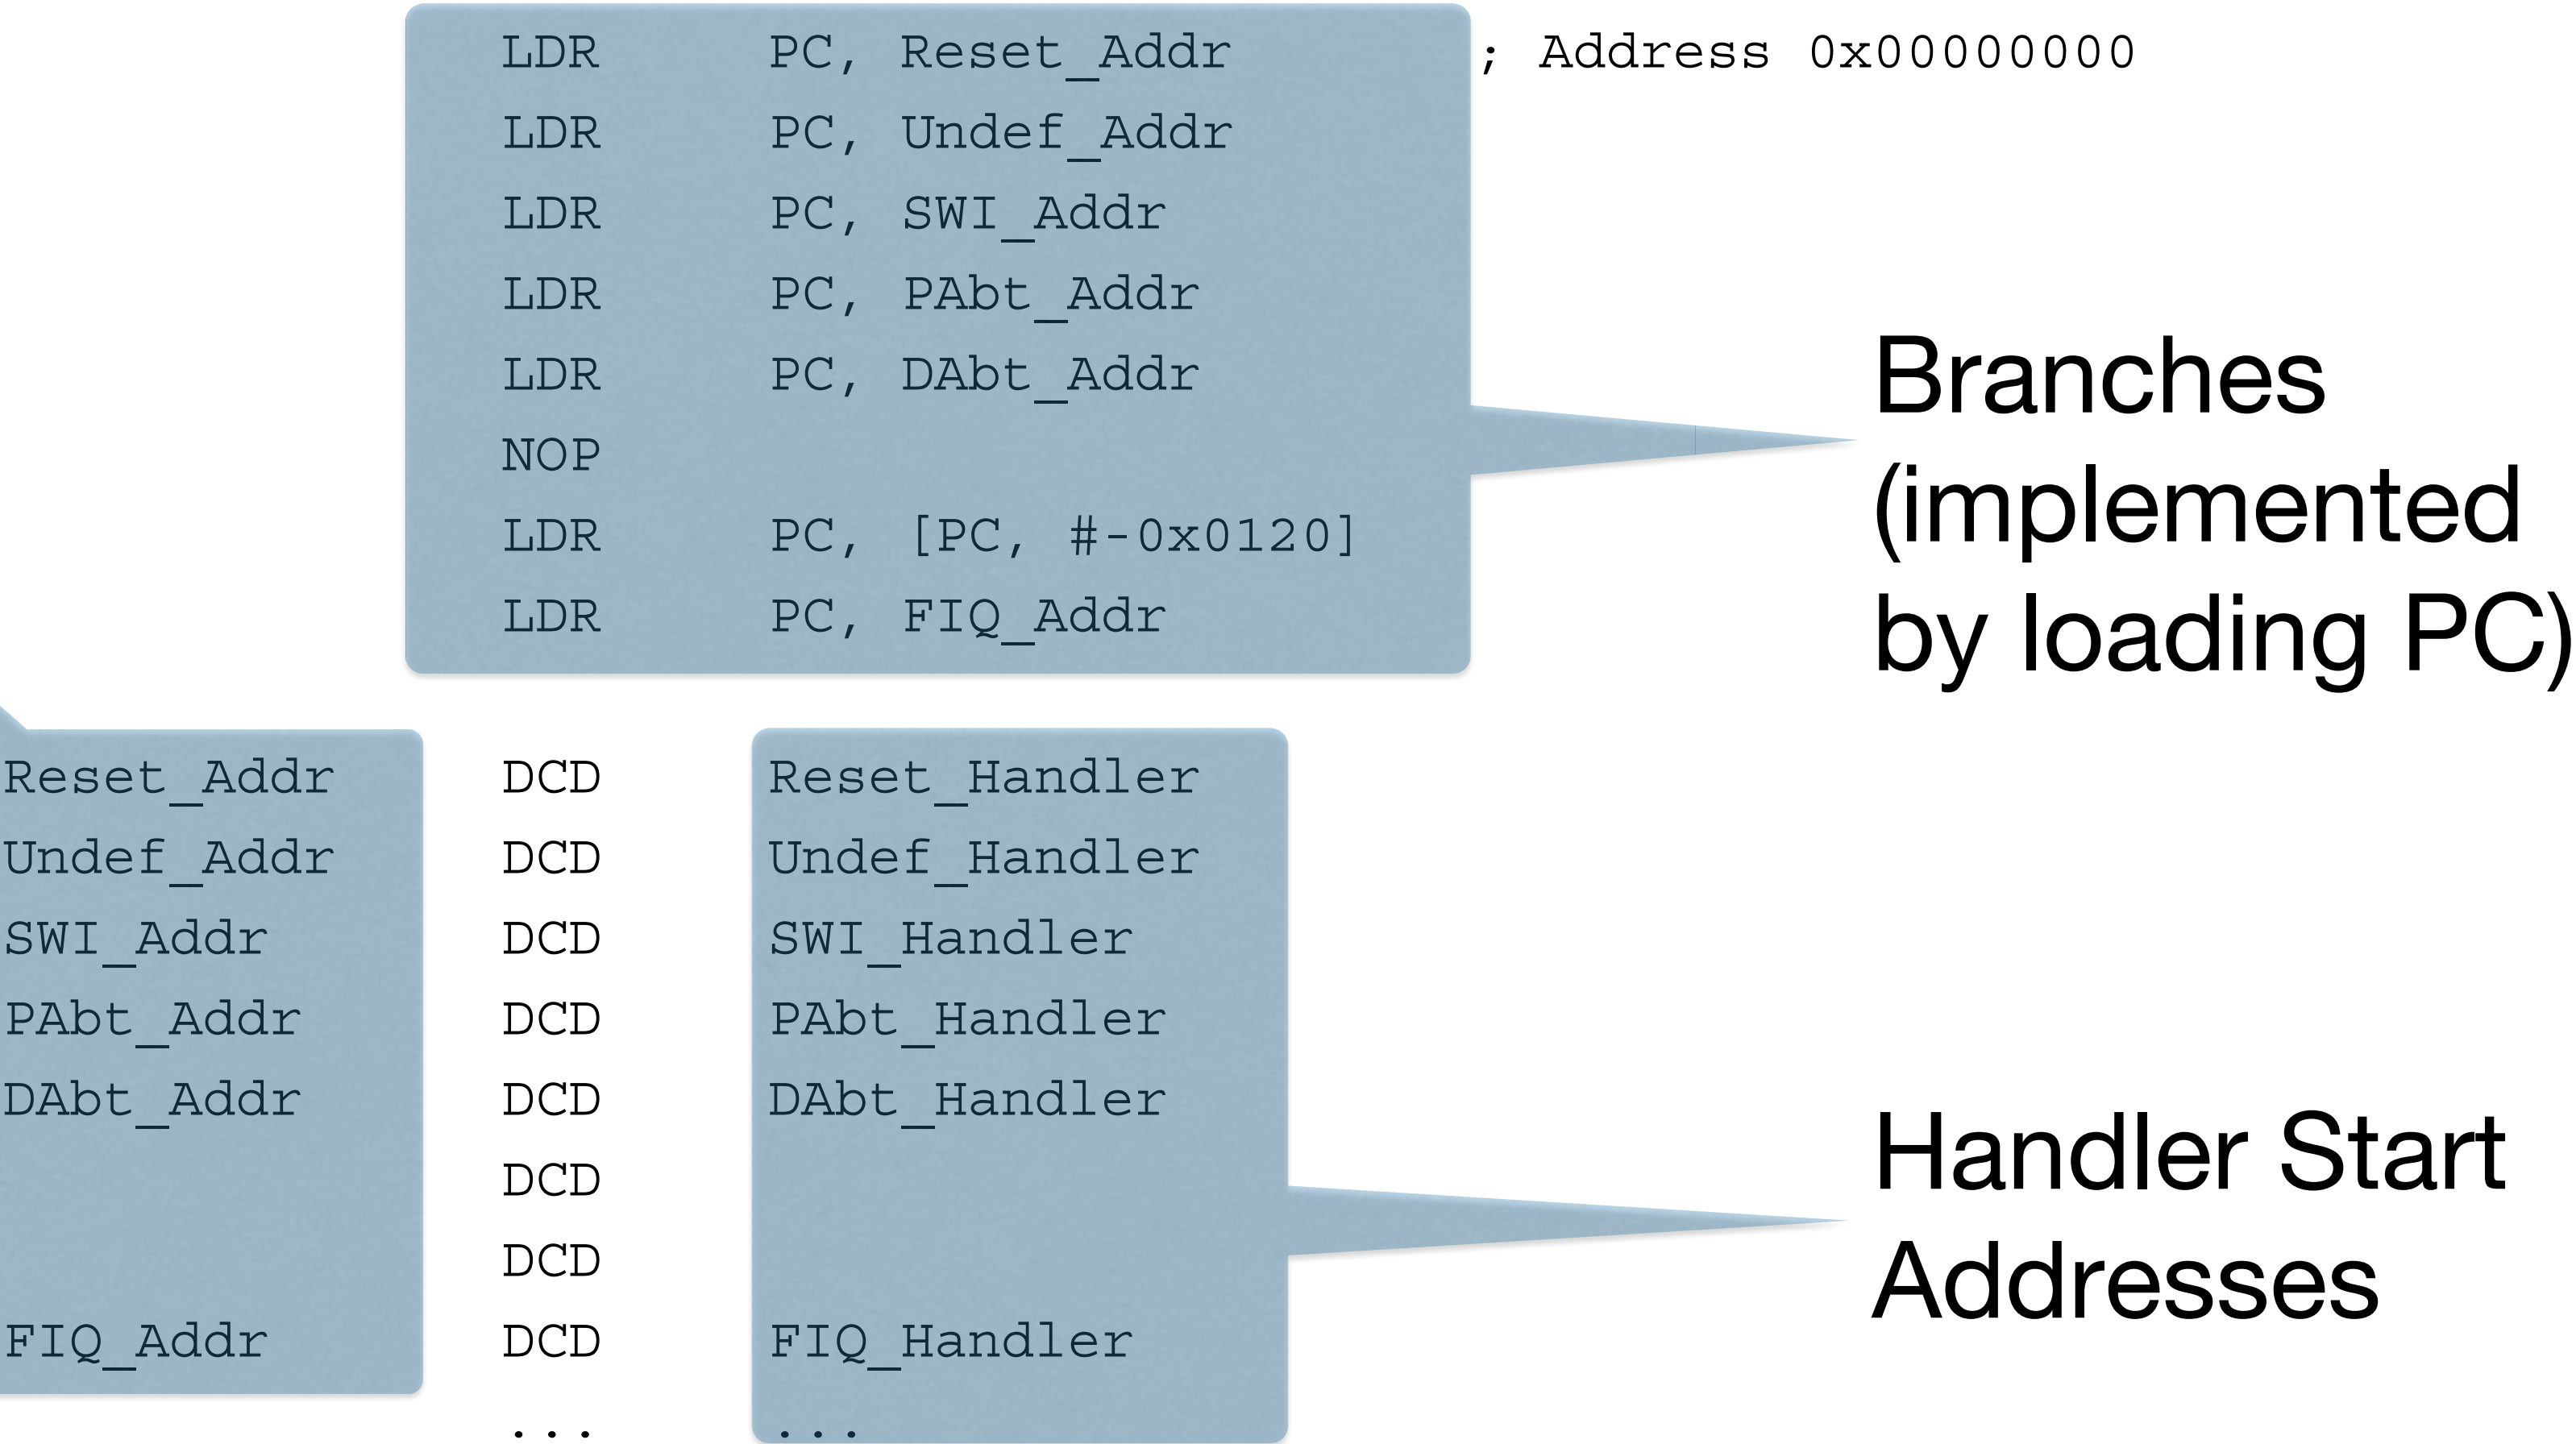 LDR PC, Reset_Addr ; Address 0x00000000
LDR PC, Undef_Addr
LDR PC, SWI_Addr
LDR PC, PAbt_Addr
LDR PC, DAbt_Addr
NOP
LDR PC, [PC, #-0x0120]
LDR PC, FIQ_Addr
Branches
(implemented
by loading PC)
Reset_Addr DCD Reset_Handler
Undef_Addr DCD Undef_Handler
SWI_Addr DCD SWI_Handler
PAbt_Addr DCD PAbt_Handler
DAbt_Addr DCD DAbt_Handler
DCD
DCD
FIQ_Addr DCD FIQ_Handler
... ...
Handler Start
Addresses